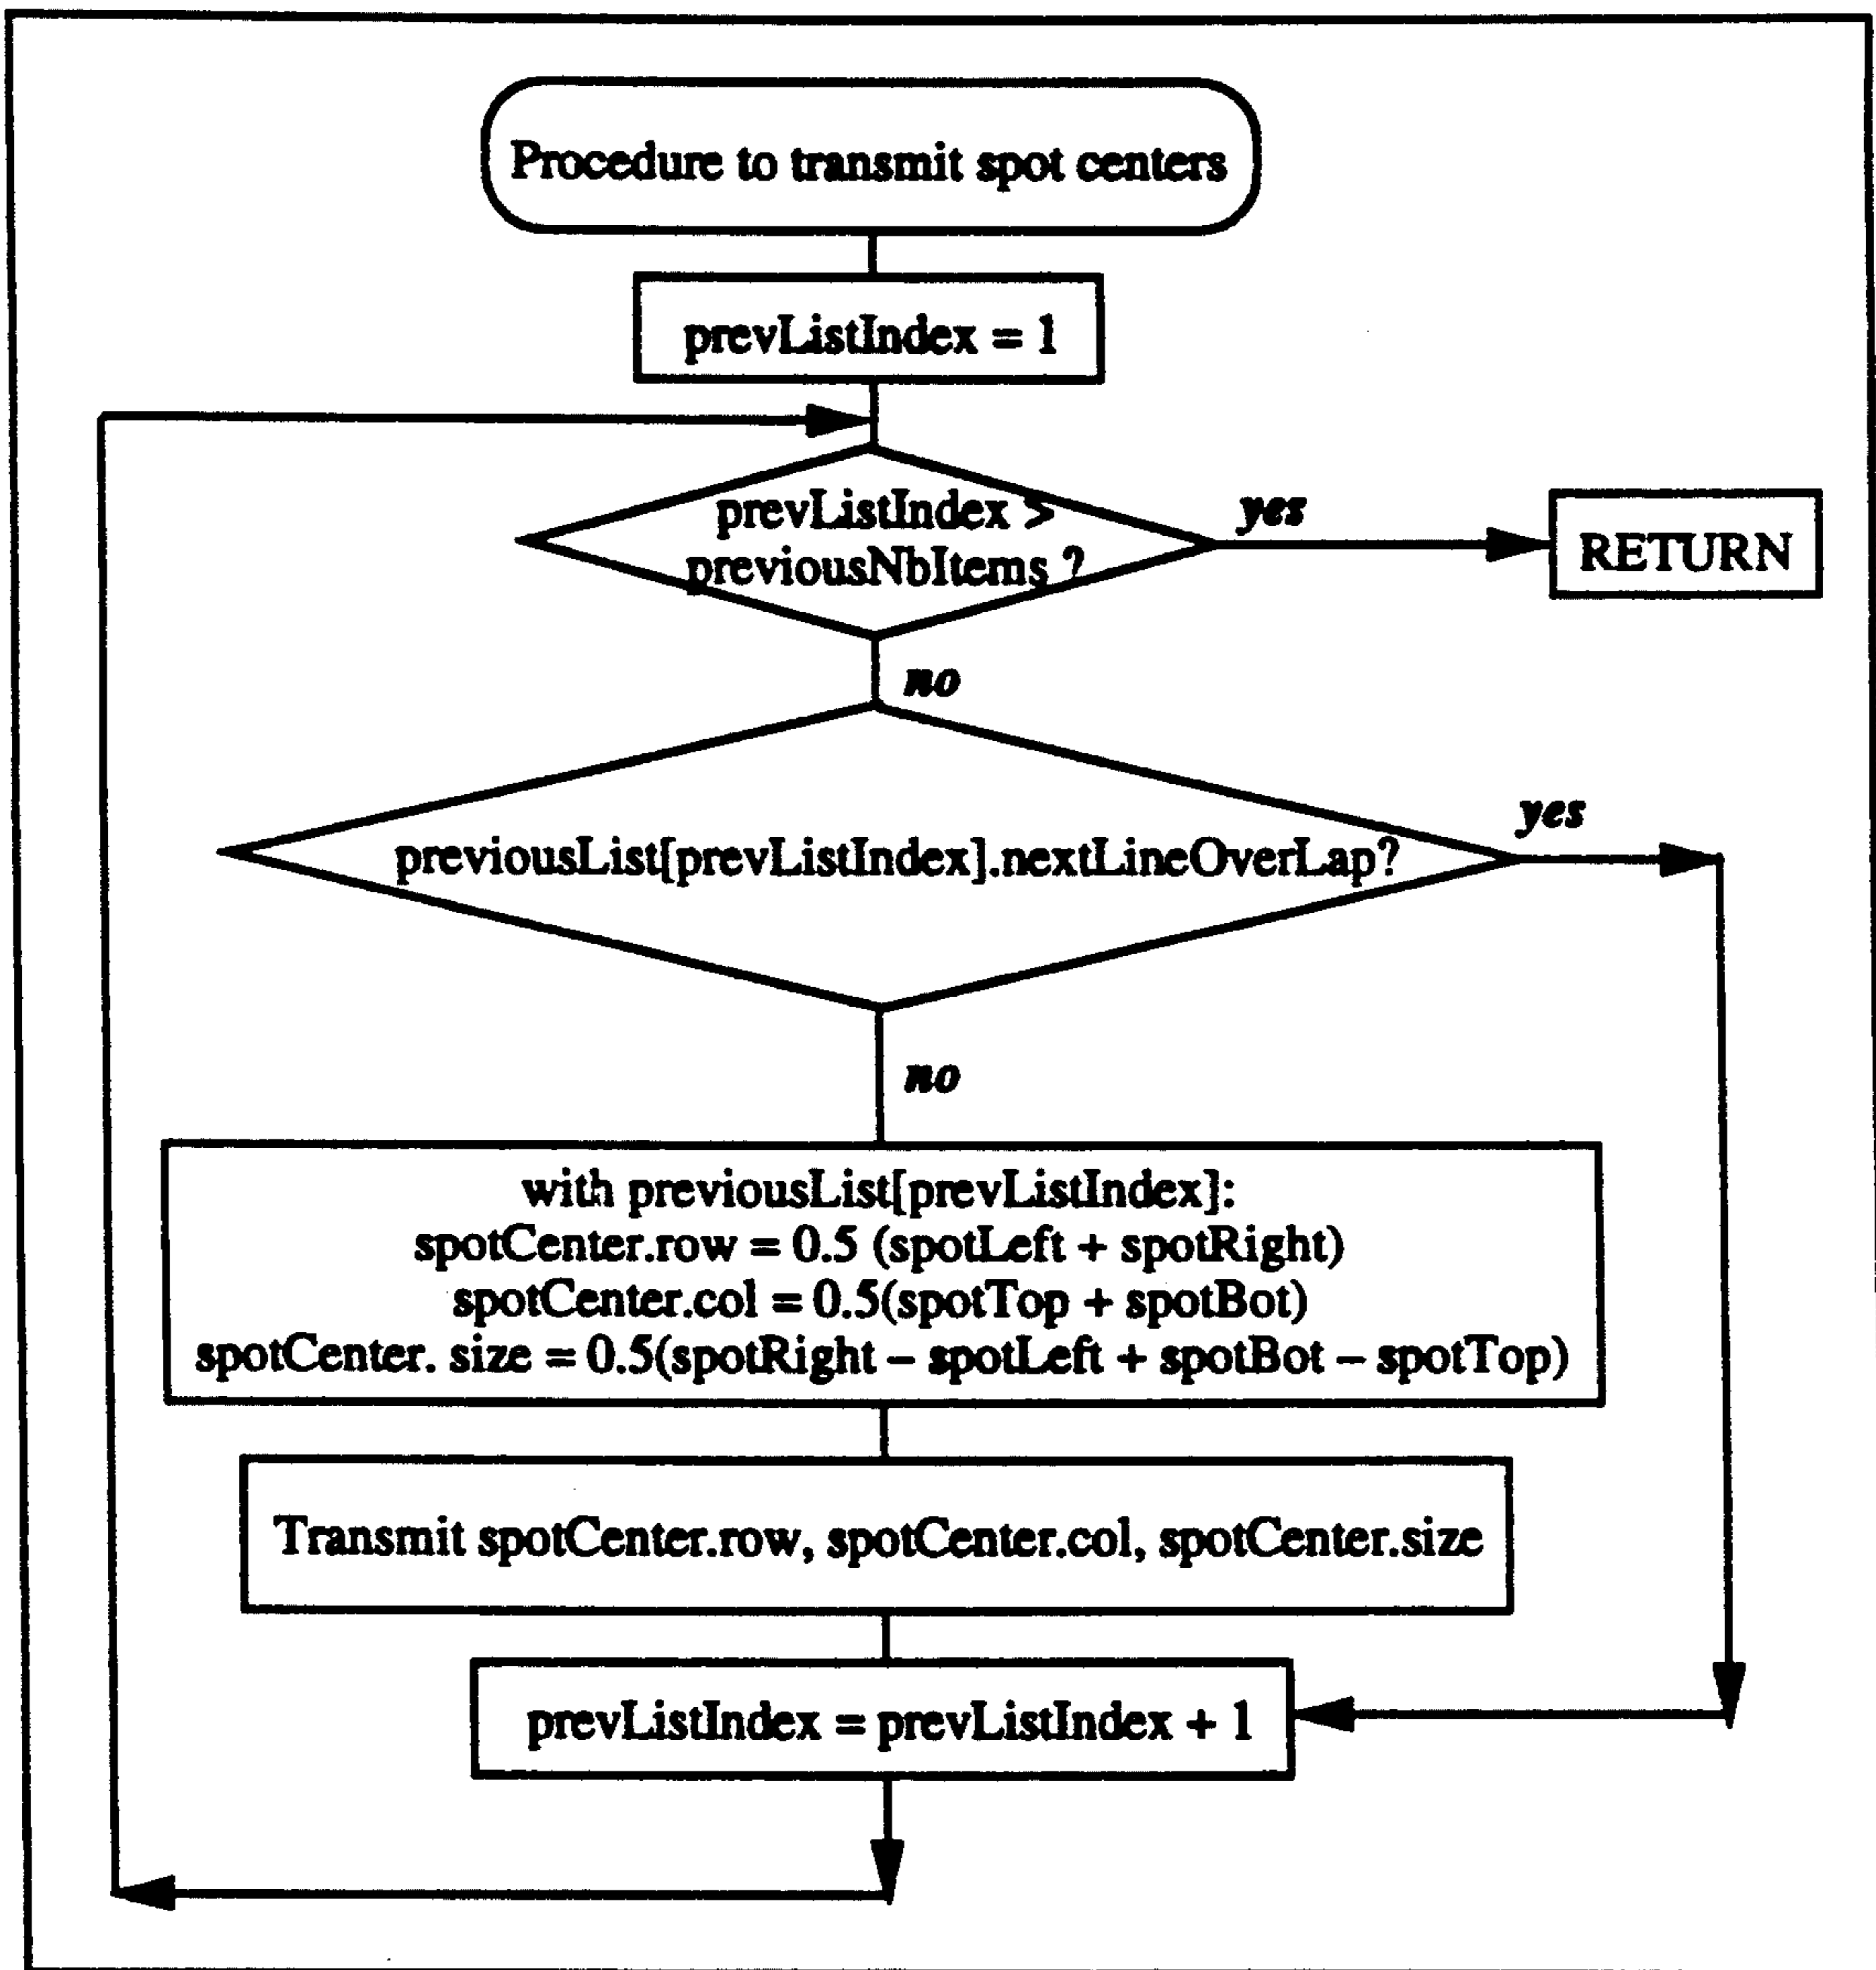 Procedure to transmit spot centers
prevListIndex = 1
prevListIndex >
previousNbItems ?
yes
RETURN
no
previousList[prevListIndex].nextLineOverLap?
yes
no
with previousList[prevListIndex]:
spotCenter.row = 0.5 (spotLeft + spotRight)
spotCenter.col = 0.5(spotTop + spotBot)
spotCenter. size = 0.5(spotRight – spotLeft + spotBot – spotTop)
Transmit spotCenter.row, spotCenter.col, spotCenter.size
prevListIndex = prevListIndex + 1